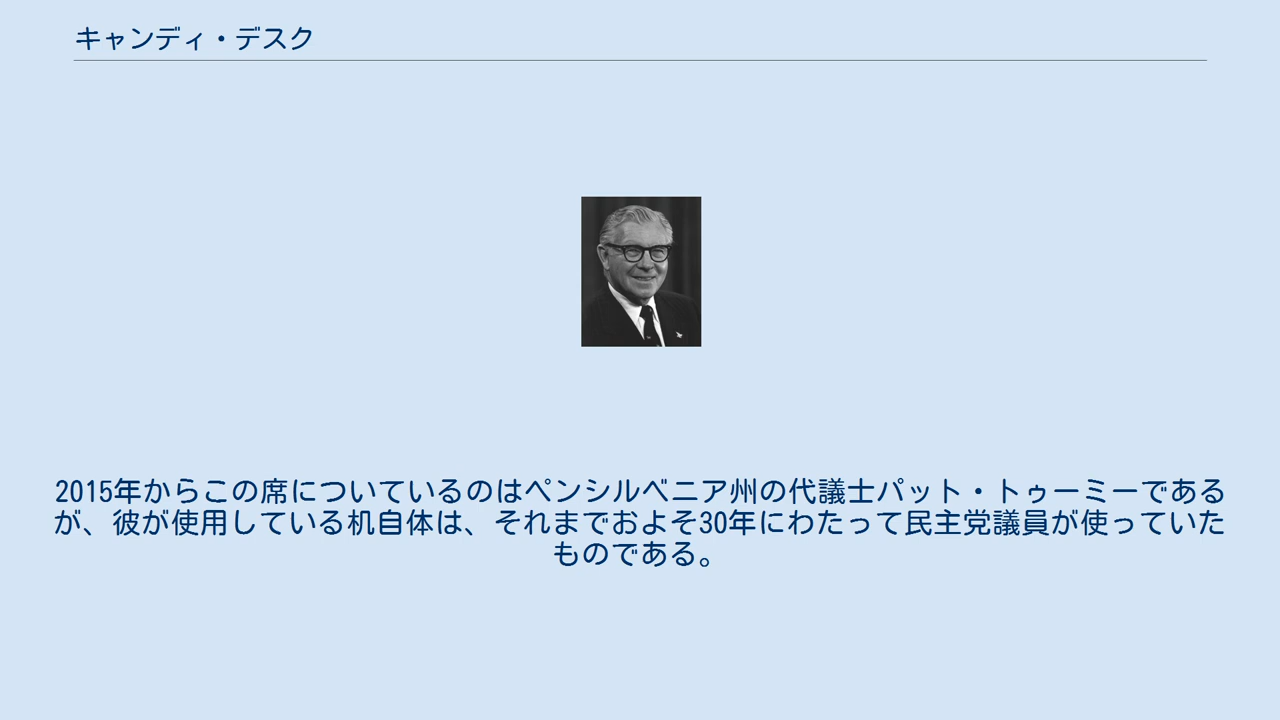 キャンディ・デスク
2015年からこの席についているのはペンシルベニア州の代議士パット・トゥーミーである
が、彼が使用している机自体は、それまでおよそ30年にわたって民主党議員が使っていた
ものである。